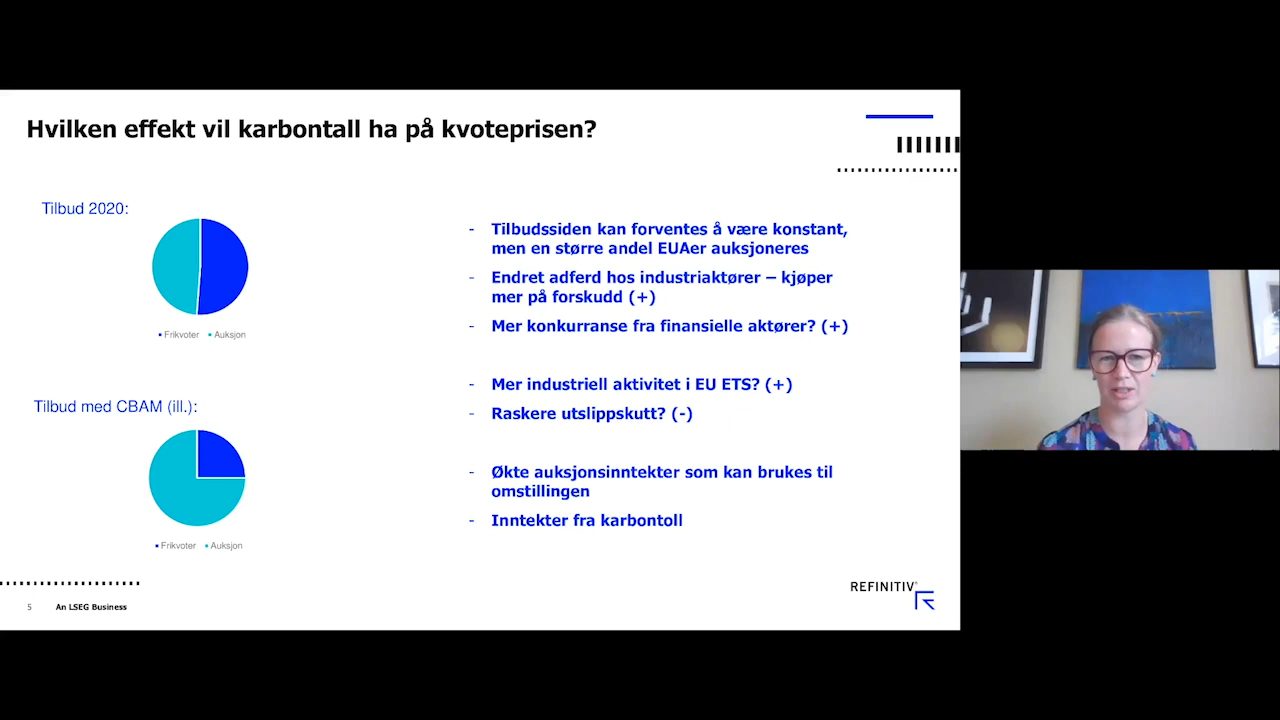 Hvilken effekt vil karbontall ha på kvoteprisen?
Tilbud 2020:
Frikvoter Auksjon
Tilbud med CBAM (ill.):
Frikvoter Auksjon
- Tilbudssiden kan forventes å være konstant,
men en større andel EUAer auksjoneres
- Endret adferd hos industriaktører – kjøper
mer på forskudd (+)
- Mer konkurranse fra finansielle aktører? (+)
- Mer industriell aktivitet i EU ETS? (+)
- Raskere utslippskutt? (-)
- Økte auksjonsinntekter som kan brukes til
omstillingen
- Inntekter fra karbontoll
5 An LSEG Business
REFINITIV